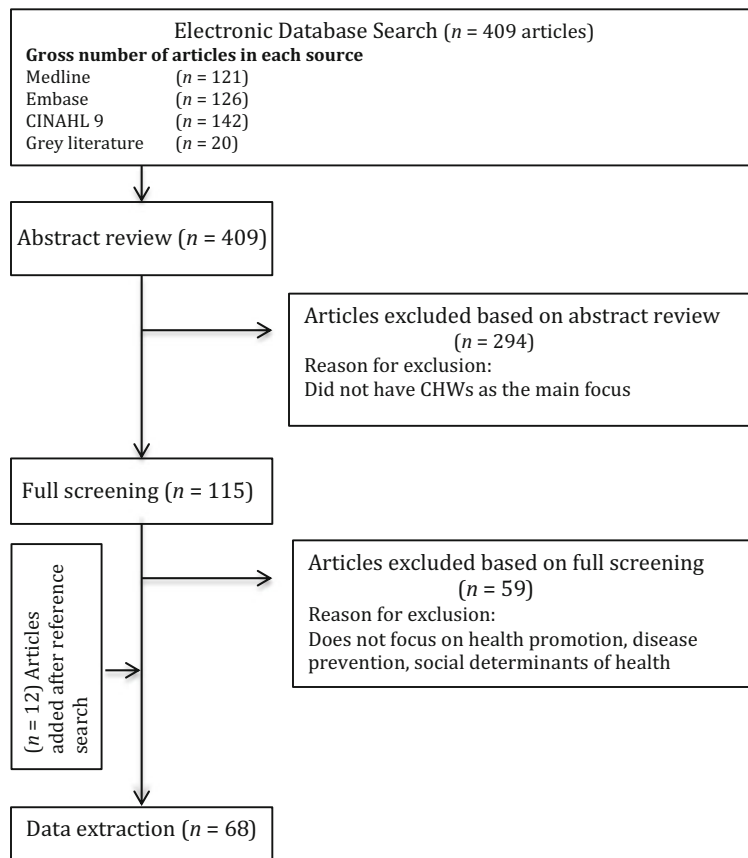 Electronic Database Search (n = 409 articles)
Gross number of articles in each source
Medline (n = 121)
Embase (n = 126)
CINAHL 9 (n = 142)
Grey literature (n = 20)
Abstract review (n = 409)
Articles excluded based on abstract review
(n = 294)
Reason for exclusion:
Did not have CHWs as the main focus
Full screening (n = 115)
Articles excluded based on full screening
(n = 59)
Reason for exclusion:
Does not focus on health promotion, disease
prevention, social determinants of health
(n = 12) Articles
added after reference
search
Data extraction (n = 68)